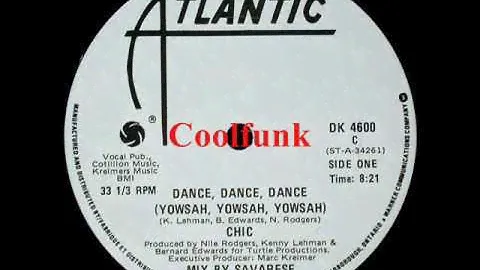 ATLANTIC
Coolfunk
DK 4600
C
(ST-A-34261)
SIDE ONE
Time: 8:21
Vocal Pub.,
Cotillion Music,
Kreimers Music
BMI
33 1/3 RPM
DANCE, DANCE, DANCE
(YOWSAH, YOWSAH, YOWSAH)
(K. Lehman, B. Edwards, N. Rodgers)
CHIC
Produced by Nile Rodgers, Kenny Lehman &
Bernard Edwards for Turtle Productions,
Executive Producer: Marc Kreimer
MIX BY SAVARESE